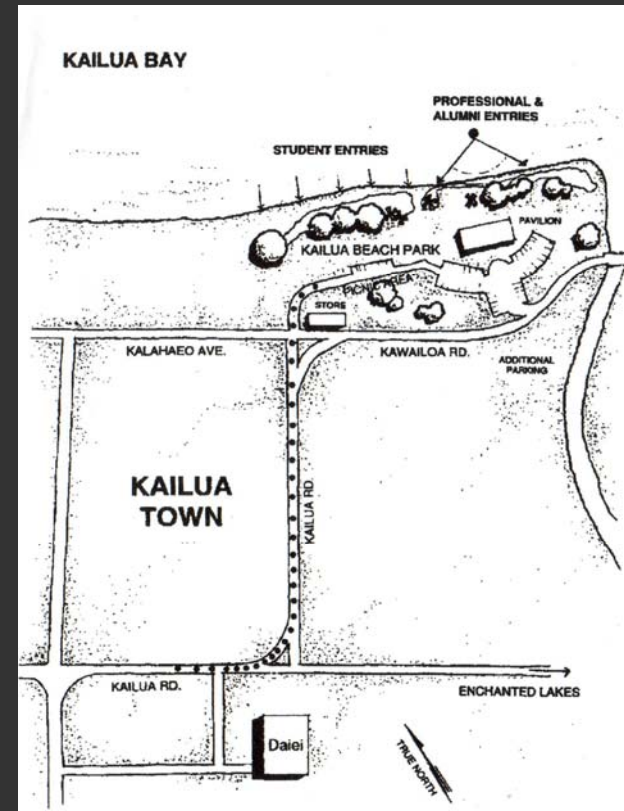 KAILUA BAY
PROFESSIONAL &
ALUMNI ENTRIES
STUDENT ENTRIES
PAVILION
KAILUA BEACH PARK
PICNIC AREA
STORE
KALAHAEO AVE.
KAWAILOA RD.
ADDITIONAL
PARKING
KAILUA
TOWN
KAILUA RD.
KAILUA RD.
ENCHANTED LAKES
Daiei
TRUE NORTH